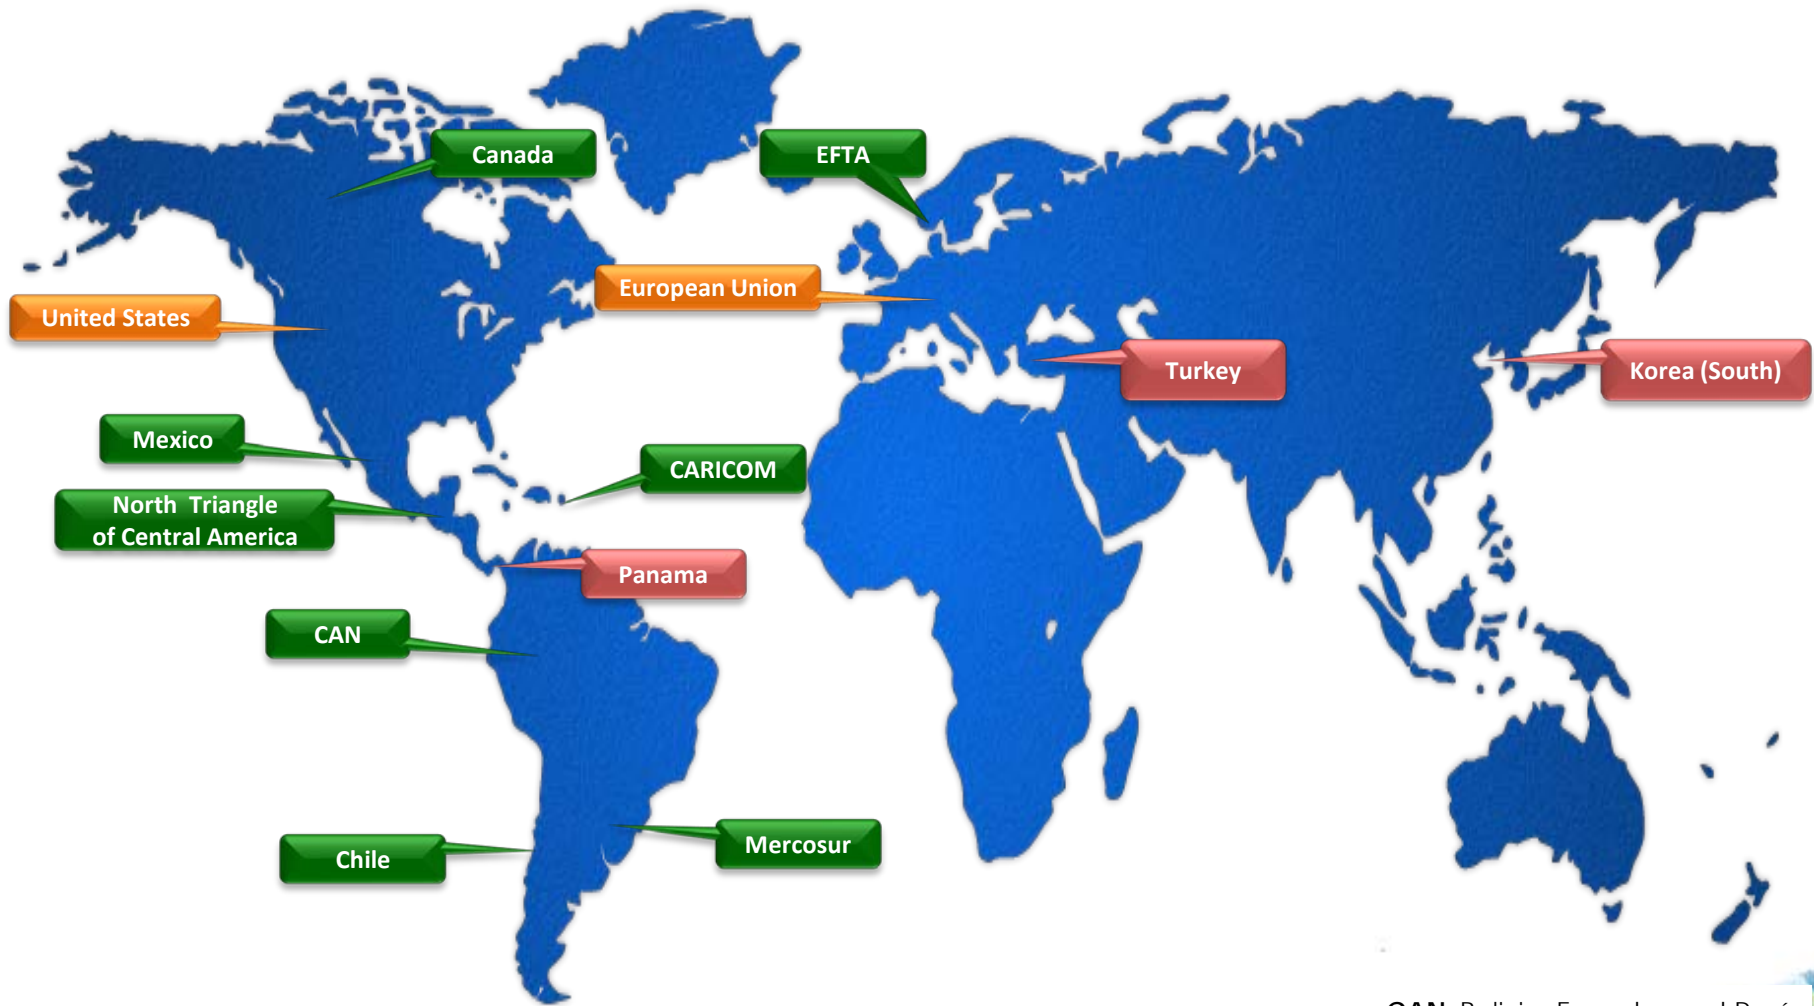 Canada
EFTA
European Union
United States
Turkey
Korea (South)
Mexico
CARICOM
North Triangle
of Central America
Panama
CAN
Mercosur
Chile